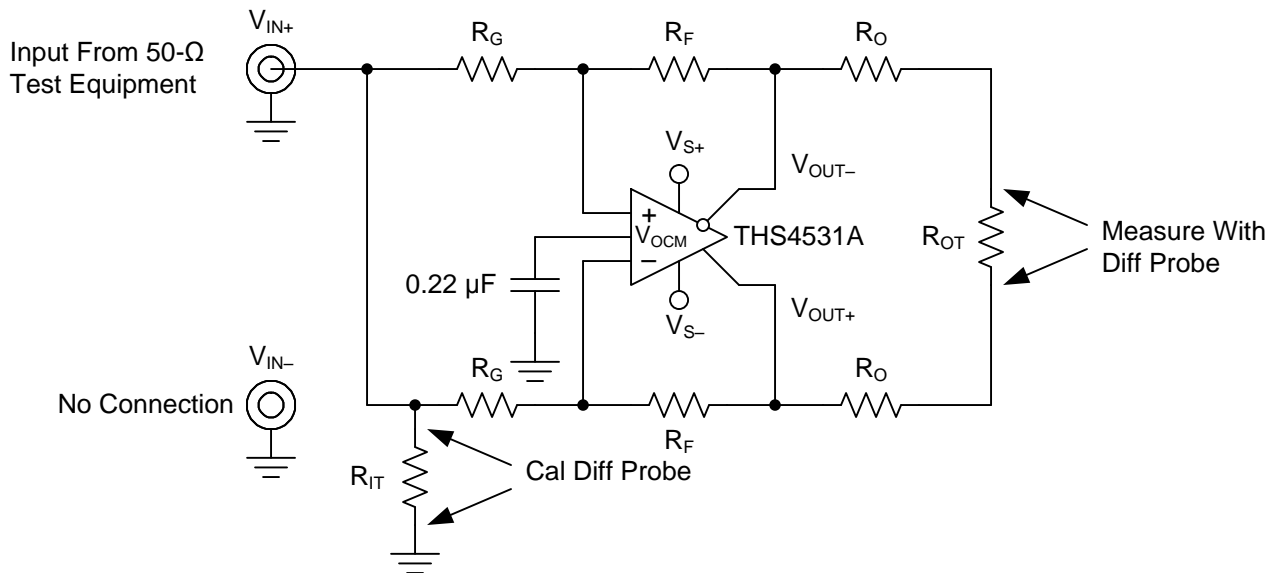 V_IN+
Input From 50-Ω
Test Equipment
R_G
R_F
R_O
V_S+
V_OUT–
+
V_OCM
–
THS4531A
R_OT
Measure With
Diff Probe
0.22 µF
V_S–
V_OUT+
V_IN–
No Connection
R_G
R_F
R_O
R_IT
Cal Diff Probe